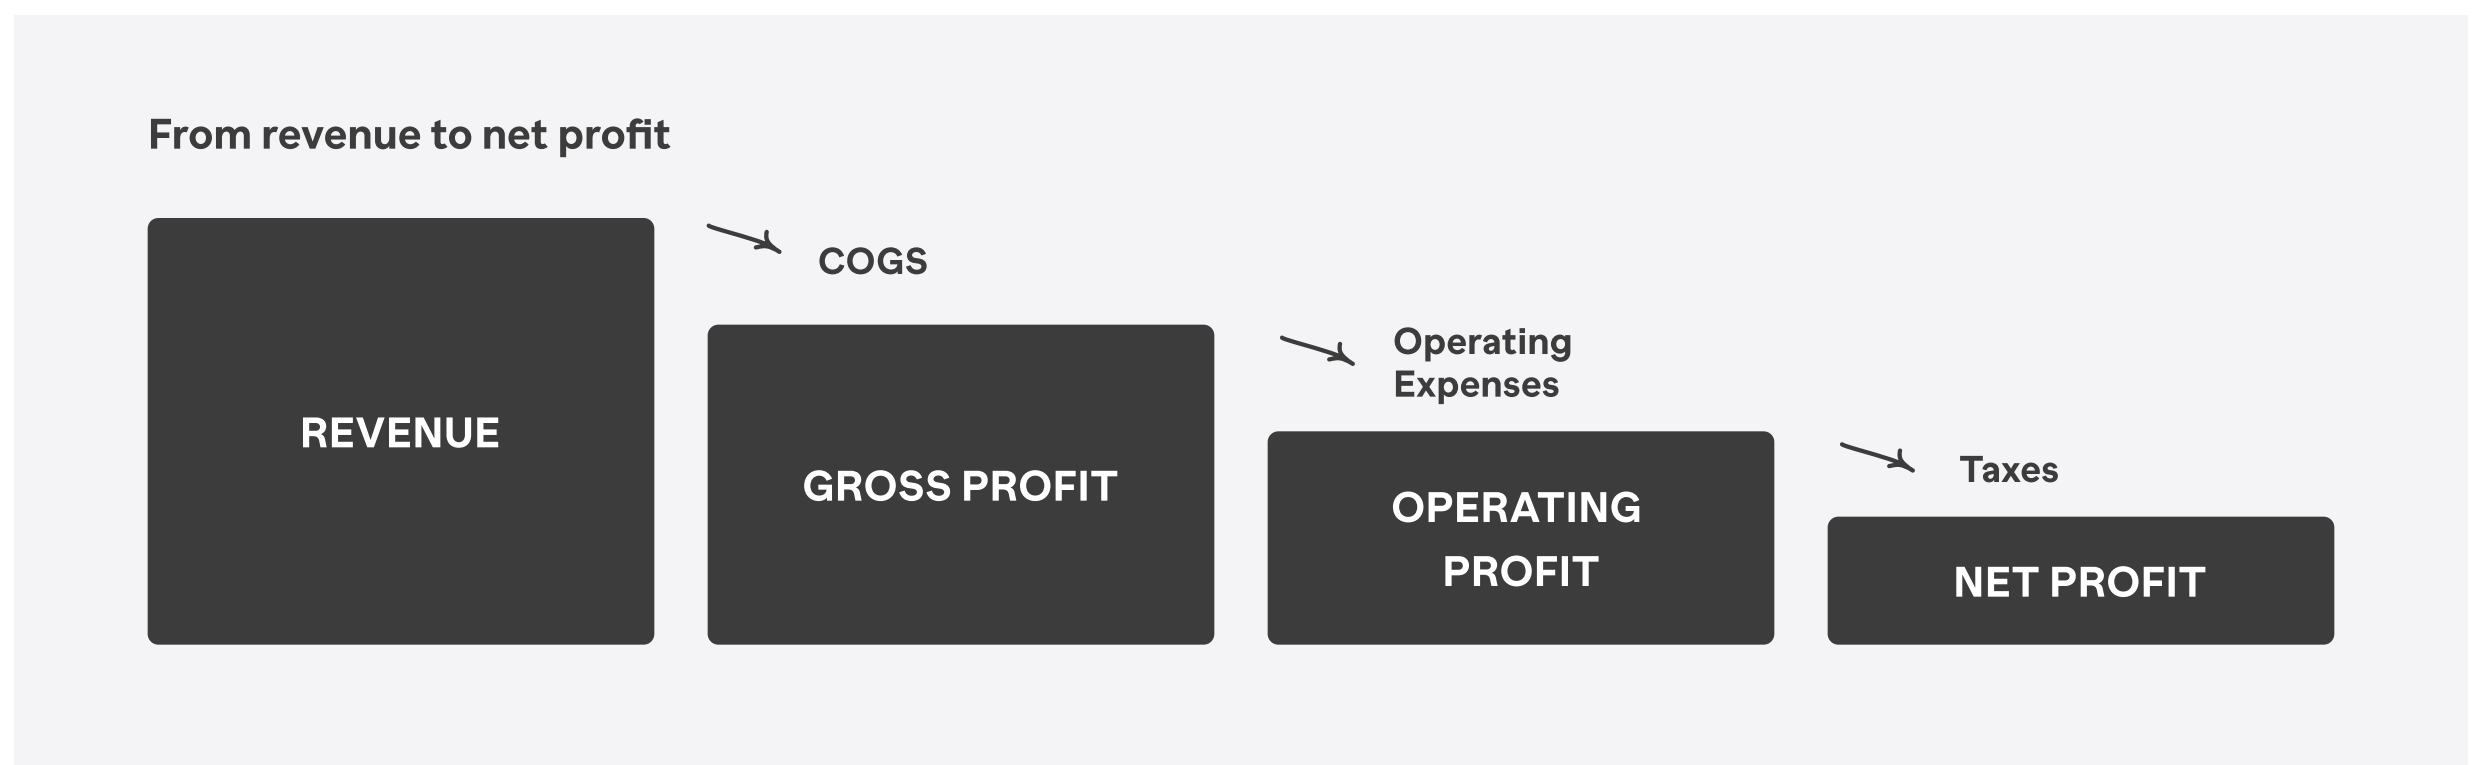 From revenue to net profit
COGS
Operating
Expenses
REVENUE
GROSS PROFIT
Taxes
OPERATING
PROFIT
NET PROFIT